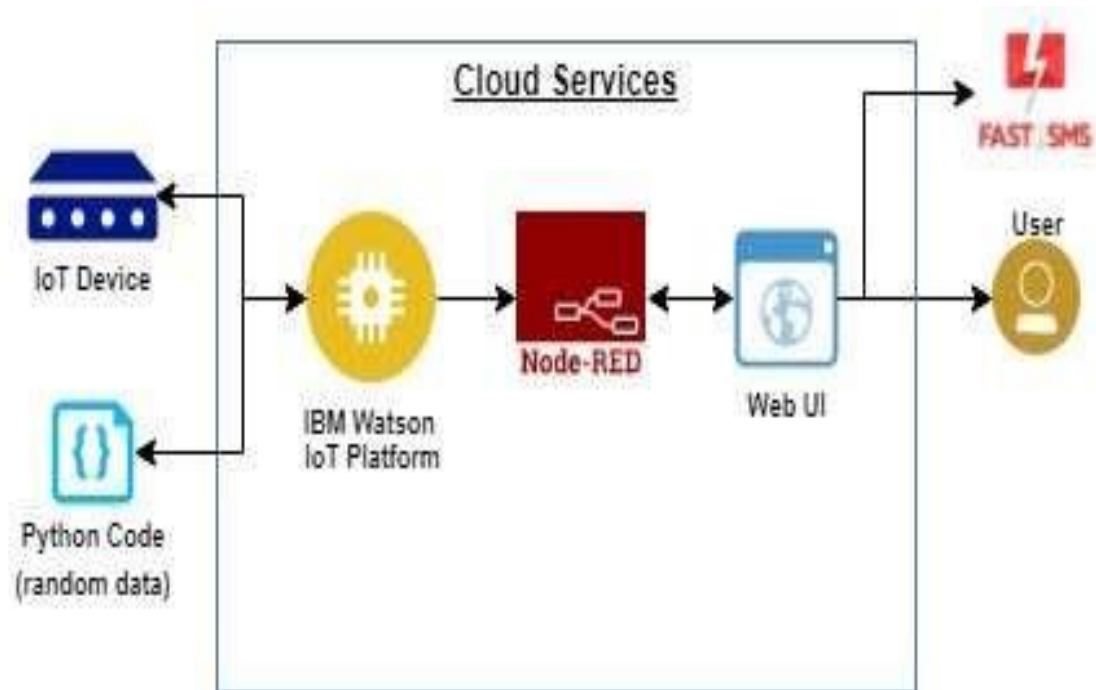 Cloud Services
FAST SMS
IoT Device
User
Node-RED
Web UI
IBM Watson
IoT Platform
Python Code
(random data)